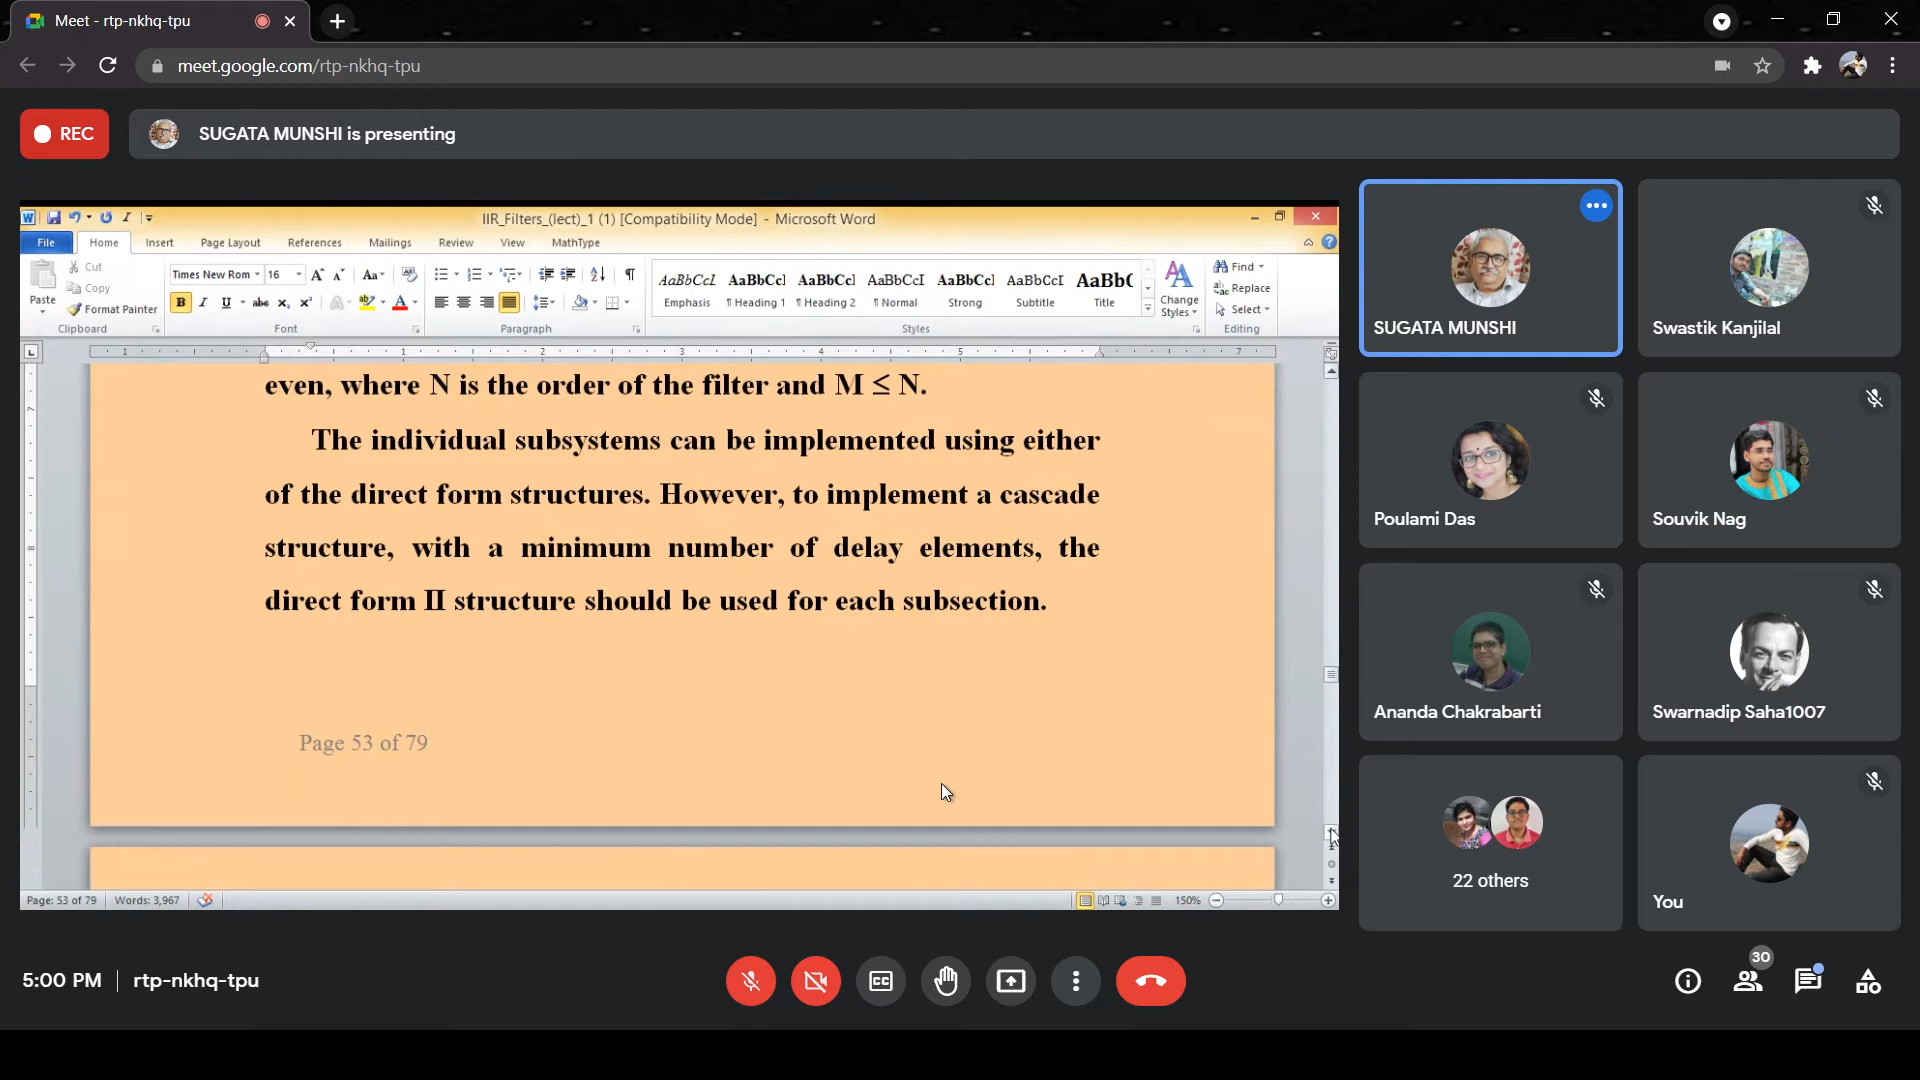 Meet - rtp-nkhq-tpu
meet.google.com/rtp-nkhq-tpu
REC
SUGATA MUNSHI is presenting
IIR_Filters_(lect)_1 (1) [Compatibility Mode] - Microsoft Word
File Home Insert Page Layout References Mailings Review View MathType
Paste
Cut
Copy
Format Painter
Clipboard
Times New Rom 16
Font
Paragraph
AaBbCcI AaBbCcI AaBbCcI AaBbCcI AaBbCcI AaBbCcI AaBb(
Emphasis ¶ Heading 1 ¶ Heading 2 ¶ Normal Strong Subtitle Title
Styles
Change
Styles
Find
Replace
Select
Editing
even, where N is the order of the filter and M ≤ N.
The individual subsystems can be implemented using either
of the direct form structures. However, to implement a cascade
structure, with a minimum number of delay elements, the
direct form II structure should be used for each subsection.
Page 53 of 79
Page: 53 of 79 Words: 3,967 150%
SUGATA MUNSHI
Swastik Kanjilal
Poulami Das
Souvik Nag
Ananda Chakrabarti
Swarnadip Saha1007
22 others
You
5:00 PM rtp-nkhq-tpu
30